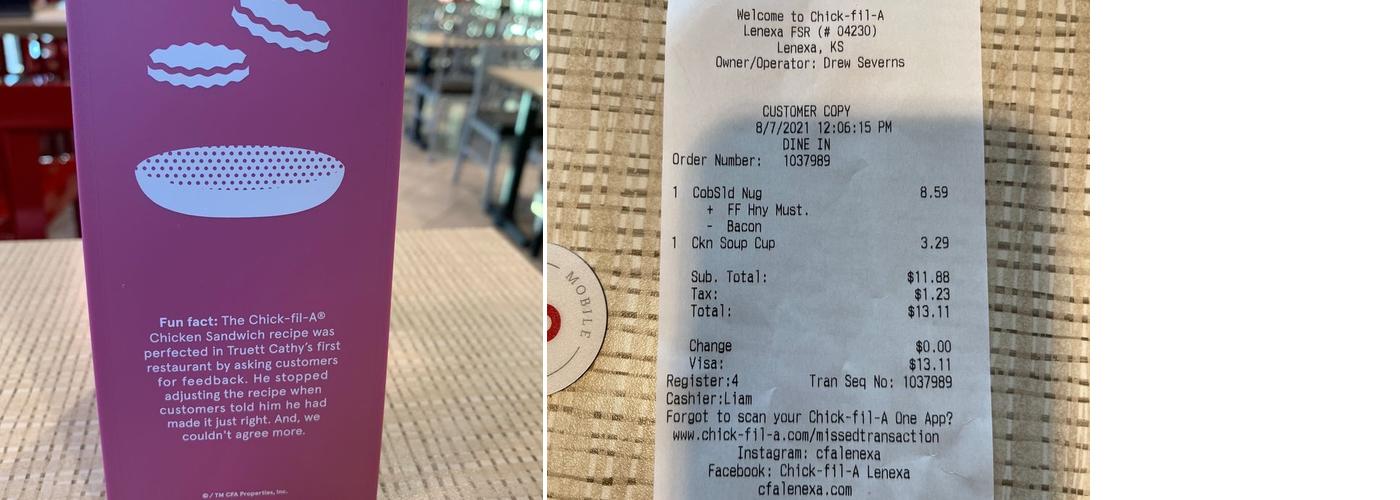 Fun fact: The Chick-fil-A®
Chicken Sandwich recipe was
perfected in Truett Cathy's first
restaurant by asking customers
for feedback. He stopped
adjusting the recipe when
customers told him he had
made it just right. And, we
couldn't agree more.
© / TM CFA Properties, Inc.
MOBILE
Welcome to Chick-fil-A
Lenexa FSR (# 04230)
Lenexa, KS
Owner/Operator: Drew Severns
CUSTOMER COPY
8/7/2021 12:06:15 PM
DINE IN
Order Number: 1037989
1 CobSld Nug 8.59
+ FF Hny Must.
- Bacon
1 Ckn Soup Cup 3.29
Sub. Total: $11.88
Tax: $1.23
Total: $13.11
Change $0.00
Visa: $13.11
Register:4 Tran Seq No: 1037989
Cashier:Liam
Forgot to scan your Chick-fil-A One App?
www.chick-fil-a.com/missedtransaction
Instagram: cfalenexa
Facebook: Chick-fil-A Lenexa
cfalenexa.com